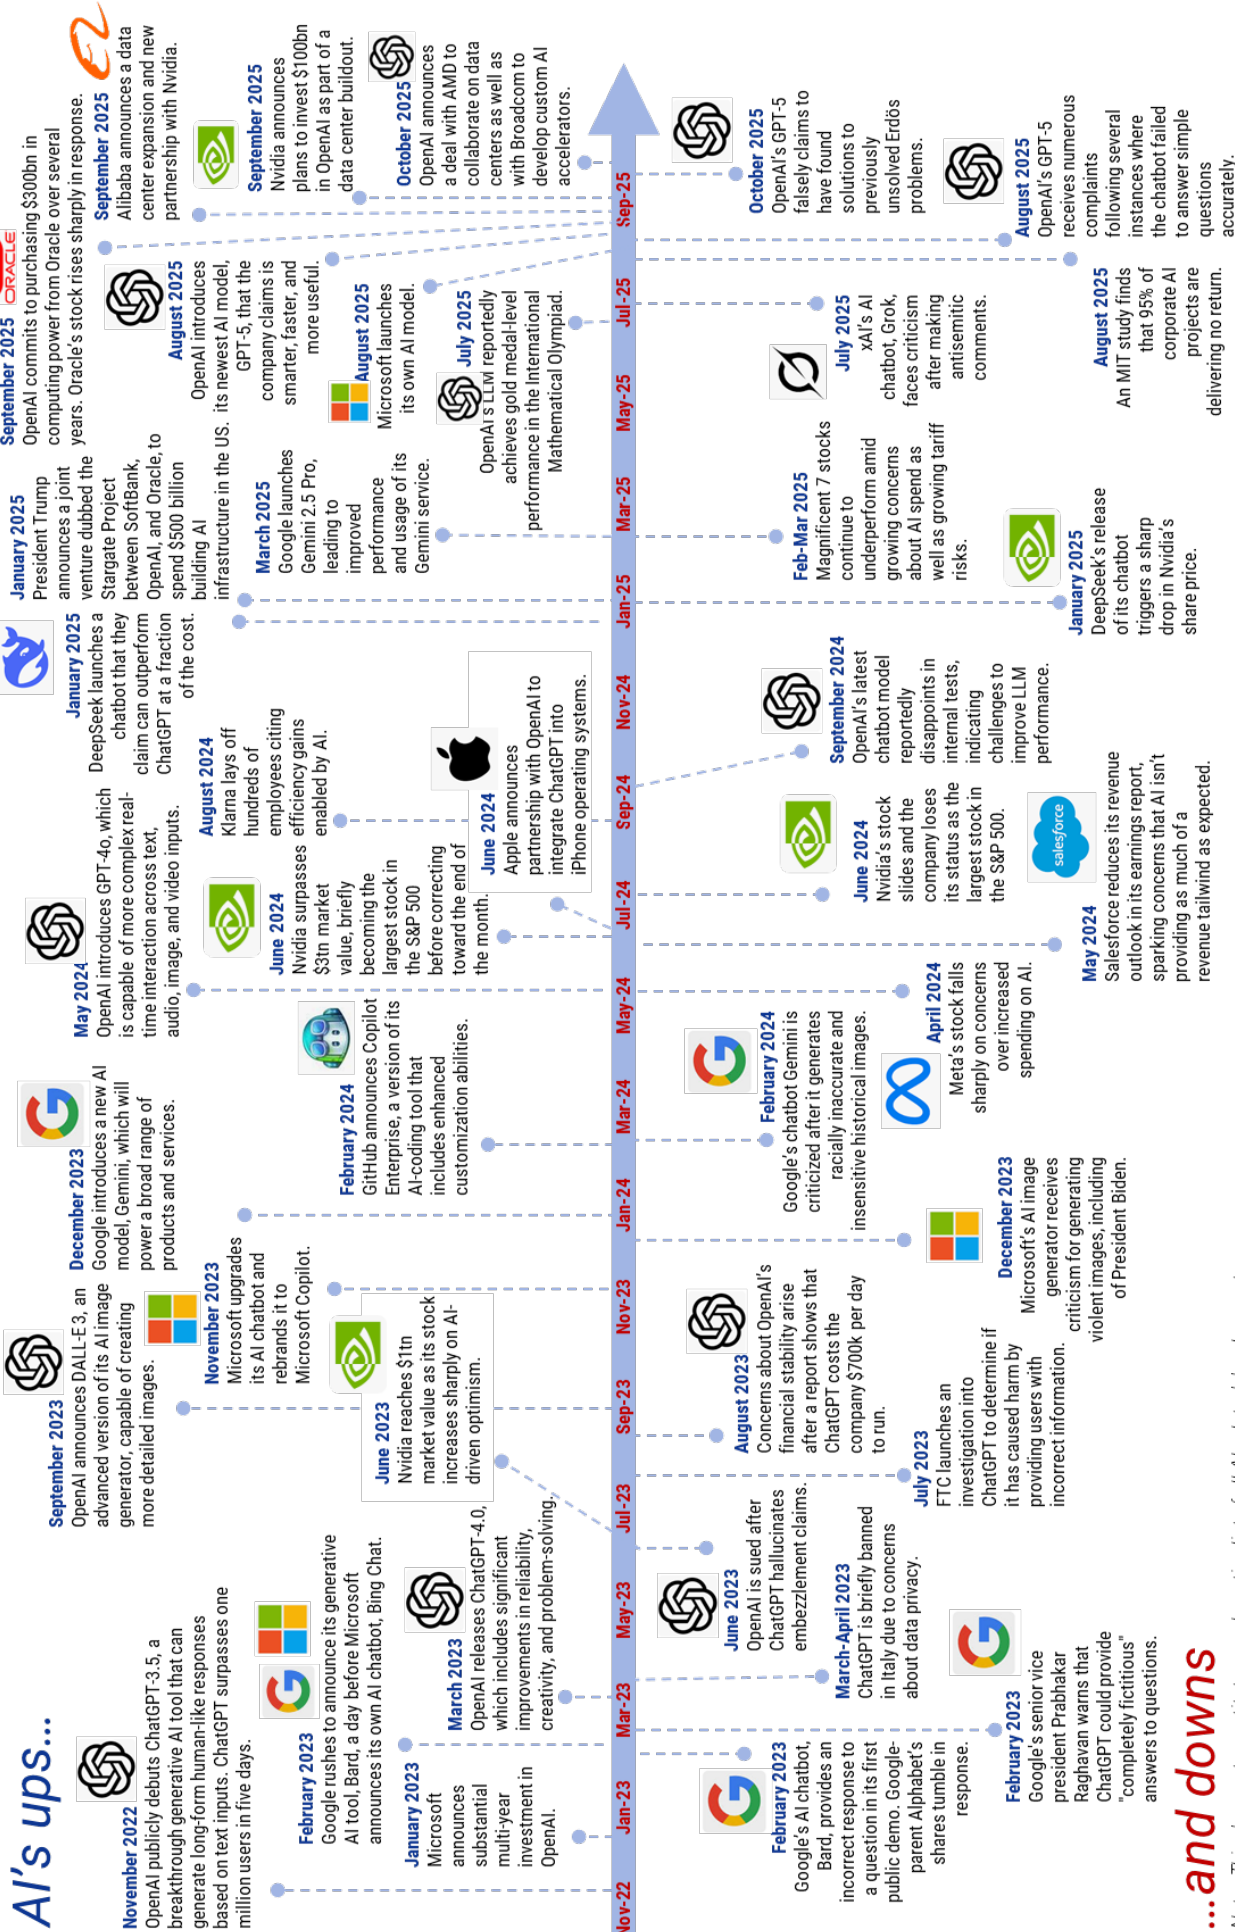 AI's ups...
November 2022
OpenAI publicly debuts ChatGPT-3.5, a
breakthrough generative AI tool that can
generate long-form human-like responses
based on text inputs. ChatGPT surpasses one
million users in five days.
January 2023
Microsoft
announces
substantial
multi-year
investment in
OpenAI.
February 2023
Google rushes to announce its generative
AI tool, Bard, a day before Microsoft
announces its own AI chatbot, Bing Chat.
March 2023
OpenAI releases ChatGPT-4.0,
which includes significant
improvements in reliability,
creativity, and problem-solving.
June 2023
Nvidia reaches $1tn
market value as its stock
increases sharply on AI-
driven optimism.
September 2023
OpenAI announces DALL-E 3, an
advanced version of its AI image
generator, capable of creating
more detailed images.
November 2023
Microsoft upgrades
its AI chatbot and
rebrands it to
Microsoft Copilot.
December 2023
Google introduces a new AI
model, Gemini, which will
power a broad range of
products and services.
February 2024
GitHub announces Copilot
Enterprise, a version of its
AI-coding tool that
includes enhanced
customization abilities.
May 2024
OpenAI introduces GPT-4o, which
is capable of more complex real-
time interaction across text,
audio, image, and video inputs.
June 2024
Nvidia surpasses
$3tn market
value, briefly
becoming the
largest stock in
the S&P 500
before correcting
toward the end of
the month.
June 2024
Apple announces
partnership with OpenAI to
integrate ChatGPT into
iPhone operating systems.
August 2024
Klarna lays off
hundreds of
employees citing
efficiency gains
enabled by AI.
January 2025
DeepSeek launches a
chatbot that they
claim can outperform
ChatGPT at a fraction
of the cost.
January 2025
President Trump
announces a joint
venture dubbed the
Stargate Project
between SoftBank,
OpenAI, and Oracle, to
spend $500 billion
building AI
infrastructure in the US.
March 2025
Google launches
Gemini 2.5 Pro,
leading to
improved
performance
and usage of its
Gemini service.
July 2025
OpenAI's LLM reportedly
achieves gold medal-level
performance in the International
Mathematical Olympiad.
August 2025
Microsoft launches
its own AI model.
August 2025
OpenAI introduces
its newest AI model,
GPT-5, that the
company claims is
smarter, faster, and
more useful.
September 2025
OpenAI commits to purchasing $300bn in
computing power from Oracle over several
years. Oracle's stock rises sharply in response.
ORACLE
September 2025
Alibaba announces a data
center expansion and new
partnership with Nvidia.
September 2025
Nvidia announces
plans to invest $100bn
in OpenAI as part of a
data center buildout.
October 2025
OpenAI announces
a deal with AMD to
collaborate on data
centers as well as
with Broadcom to
develop custom AI
accelerators.
Nov-22
Jan-23
Mar-23
May-23
Jul-23
Sep-23
Nov-23
Jan-24
Mar-24
May-24
Jul-24
Sep-24
Nov-24
Jan-25
Mar-25
May-25
Jul-25
Sep-25
February 2023
Google's AI chatbot,
Bard, provides an
incorrect response to
a question in its first
public demo. Google-
parent Alphabet's
shares tumble in
response.
February 2023
Google's senior vice
president Prabhakar
Raghavan warns that
ChatGPT could provide
"completely fictitious"
answers to questions.
March-April 2023
ChatGPT is briefly banned
in Italy due to concerns
about data privacy.
June 2023
OpenAI is sued after
ChatGPT hallucinates
embezzlement claims.
July 2023
FTC launches an
investigation into
ChatGPT to determine if
it has caused harm by
providing users with
incorrect information.
August 2023
Concerns about OpenAI's
financial stability arise
after a report shows that
ChatGPT costs the
company $700k per day
to run.
December 2023
Microsoft's AI image
generator receives
criticism for generating
violent images, including
of President Biden.
February 2024
Google's chatbot Gemini is
criticized after it generates
racially inaccurate and
insensitive historical images.
April 2024
Meta's stock falls
sharply on concerns
over increased
spending on AI.
May 2024
Salesforce reduces its revenue
outlook in its earnings report,
sparking concerns that AI isn't
providing as much of a
revenue tailwind as expected.
salesforce
June 2024
Nvidia's stock
slides and the
company loses
its status as the
largest stock in
the S&P 500.
September 2024
OpenAI's latest
chatbot model
reportedly
disappoints in
internal tests,
indicating
challenges to
improve LLM
performance.
January 2025
DeepSeek's release
of its chatbot
triggers a sharp
drop in Nvidia's
share price.
Feb-Mar 2025
Magnificent 7 stocks
continue to
underperform amid
growing concerns
about AI spend as
well as growing tariff
risks.
July 2025
xAI's AI
chatbot, Grok,
faces criticism
after making
antisemitic
comments.
August 2025
An MIT study finds
that 95% of
corporate AI
projects are
delivering no return.
August 2025
OpenAI's GPT-5
receives numerous
complaints
following several
instances where
the chatbot failed
to answer simple
questions
accurately.
October 2025
OpenAI's GPT-5
falsely claims to
have found
solutions to
previously
unsolved Erdös
problems.
...and downs